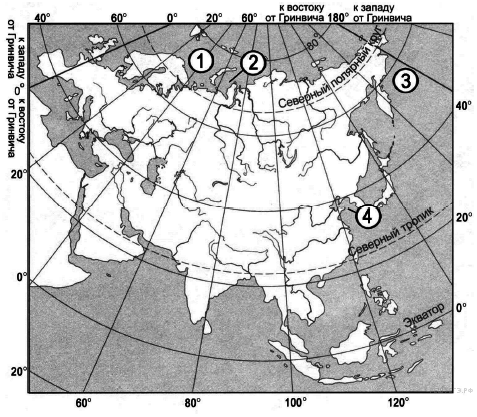 40° 60° 0° 20° 60°
к востоку
от Гринвича
180°
к западу
от Гринвича
к западу
от Гринвича
0°
к востоку
от Гринвича
1
2
3
4
80°
Северный полярный круг
40°
20°
20°
Северный тропик
0°
0°
Экватор
20°
60° 80° 100° 120°